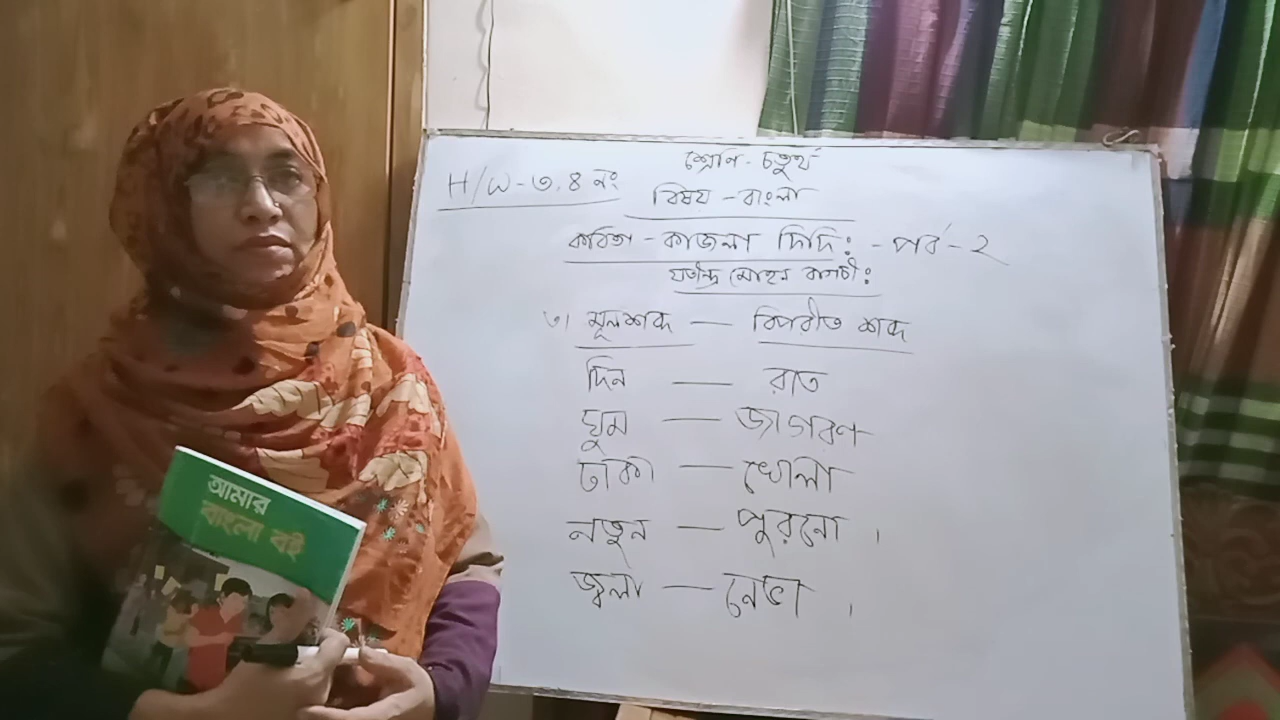 শ্রেণি - চতুর্থ
H/W - ৩, ৪ নং
বিষয় - বাংলা
কবিতা - কাজলা দিদি: - পর্ব - ২
যতীন্দ্র মোহন বাগচী:
৩। মূলশব্দ — বিপরীত শব্দ
দিন — রাত
ঘুম — জাগরণ
ঢাকা — খোলা
নতুন — পুরনো ।
জ্বলা — নেভা ।
আমার
বাংলা বই